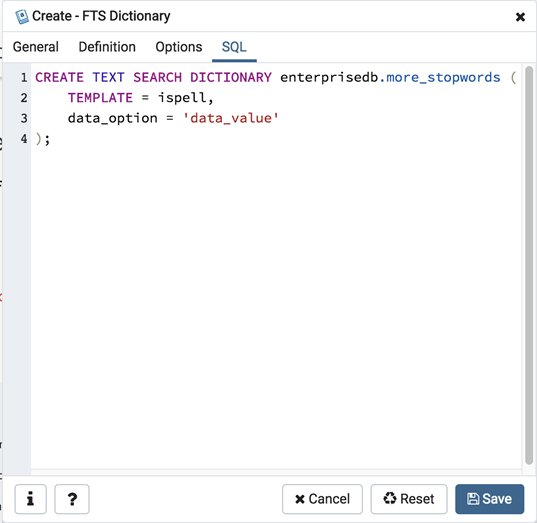 Create - FTS Dictionary
General Definition Options SQL
1 CREATE TEXT SEARCH DICTIONARY enterprisedb.more_stopwords (
2 TEMPLATE = ispell,
3 data_option = 'data_value'
4 );
i ? Cancel Reset Save